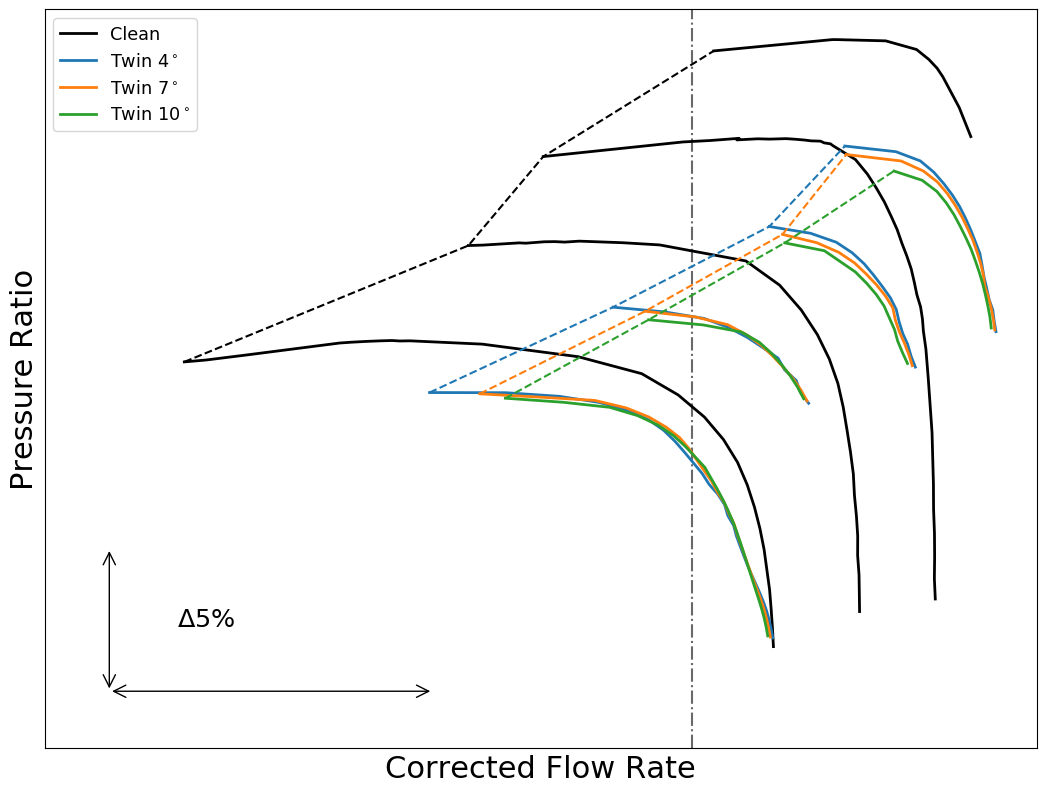 Clean
Twin 4°
Twin 7°
Twin 10°
Pressure Ratio
Δ5%
Corrected Flow Rate